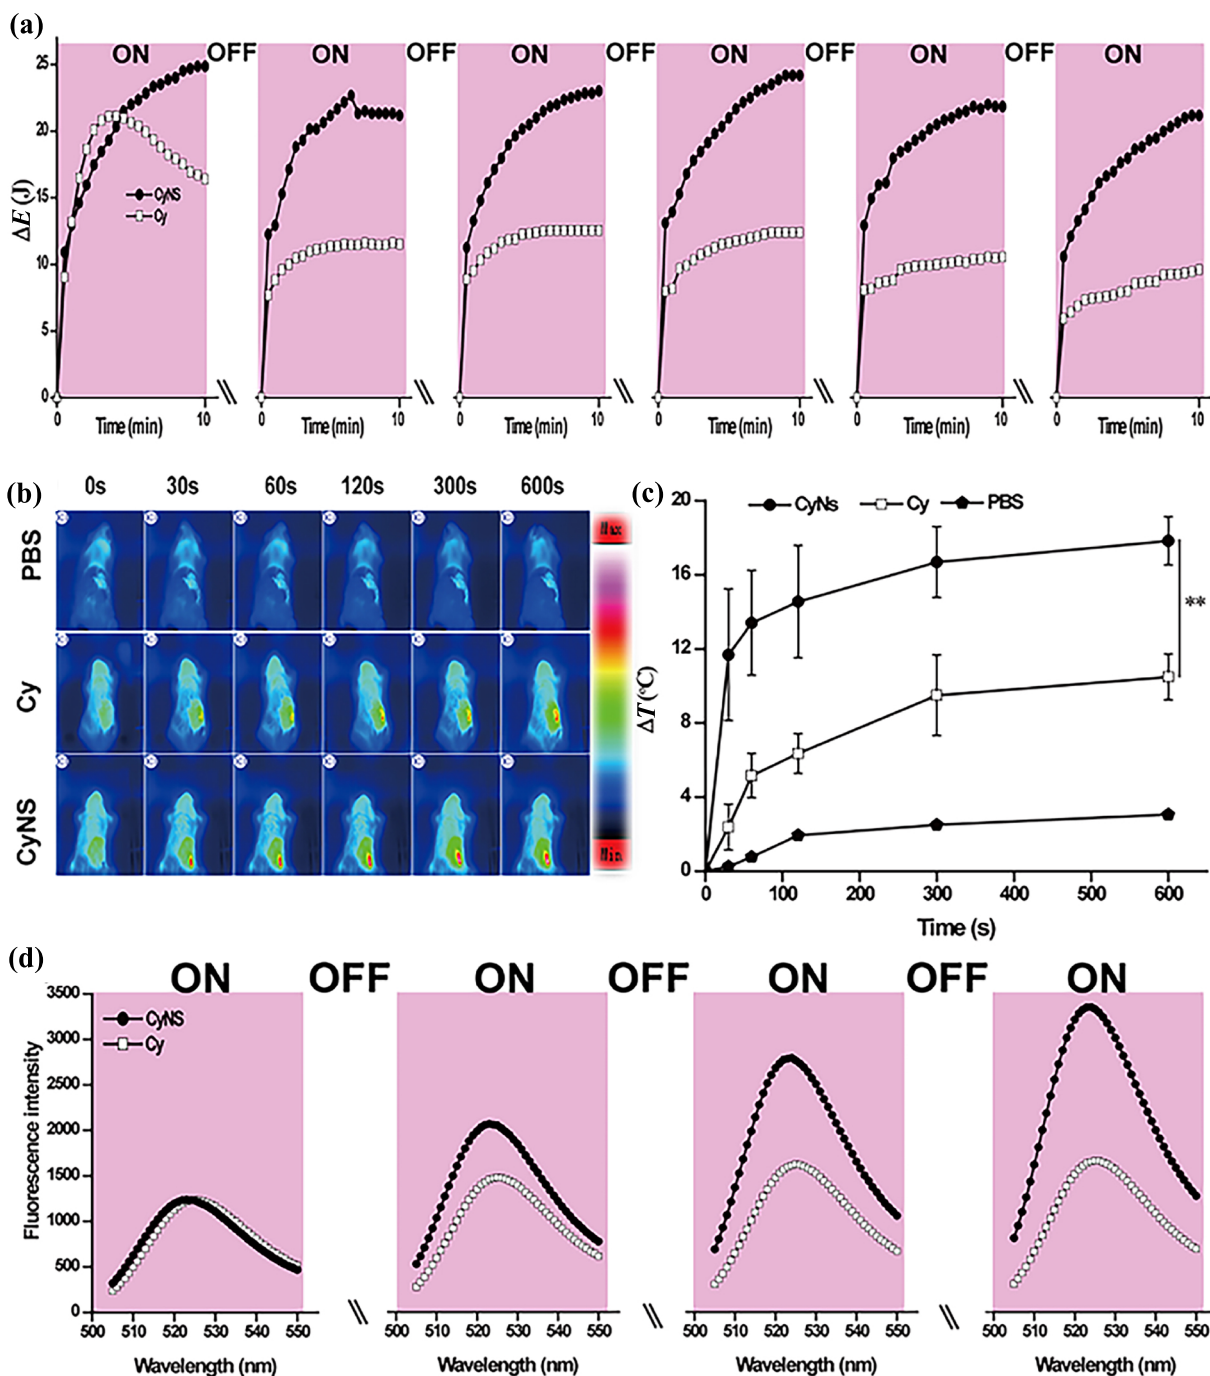 (a)
ON OFF ON OFF ON OFF ON OFF ON OFF ON
25
20
15
10
5
0
ΔE (J)
CyNS
Cy
0 10 0 10 0 10 0 10 0 10 0 10
Time (min) Time (min) Time (min) Time (min) Time (min) Time (min)
(b)
0s 30s 60s 120s 300s 600s
PBS
Cy
CyNS
Max
Min
(c)
CyNs Cy PBS
20
16
12
8
4
0
ΔT (°C)
**
0 100 200 300 400 500 600
Time (s)
(d)
ON OFF ON OFF ON OFF ON
3500
3000
2500
2000
1500
1000
500
0
Fluorescence intensity
CyNS
Cy
500 510 520 530 540 550 500 510 520 530 540 550 500 510 520 530 540 550 500 510 520 530 540 550
Wavelength (nm) Wavelength (nm) Wavelength (nm) Wavelength (nm)